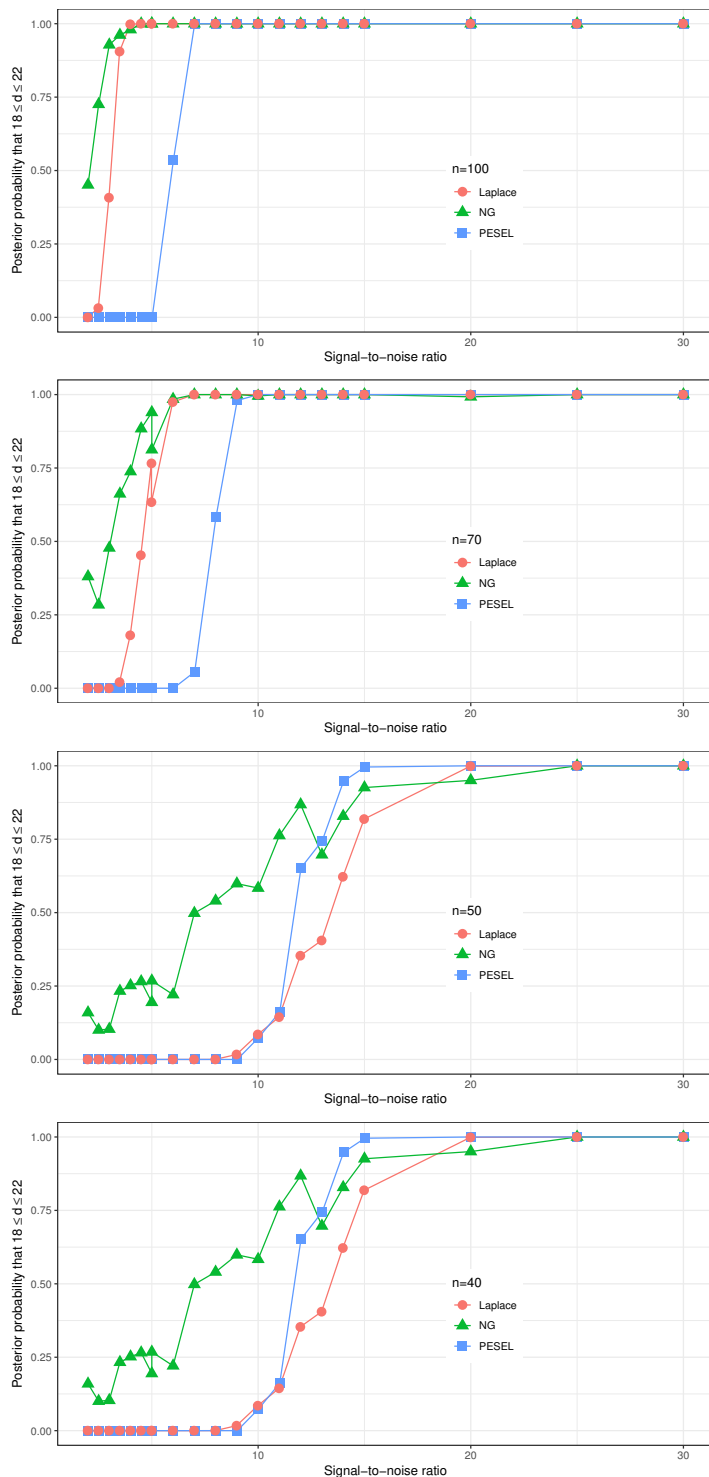 Posterior probability that 18 ≤ d ≤ 22
1.00
0.75
0.50
0.25
0.00
n=100
Laplace
NG
PESEL
10
20
30
Signal−to−noise ratio
Posterior probability that 18 ≤ d ≤ 22
1.00
0.75
0.50
0.25
0.00
n=70
Laplace
NG
PESEL
10
20
30
Signal−to−noise ratio
Posterior probability that 18 ≤ d ≤ 22
1.00
0.75
0.50
0.25
0.00
n=50
Laplace
NG
PESEL
10
20
30
Signal−to−noise ratio
Posterior probability that 18 ≤ d ≤ 22
1.00
0.75
0.50
0.25
0.00
n=40
Laplace
NG
PESEL
10
20
30
Signal−to−noise ratio